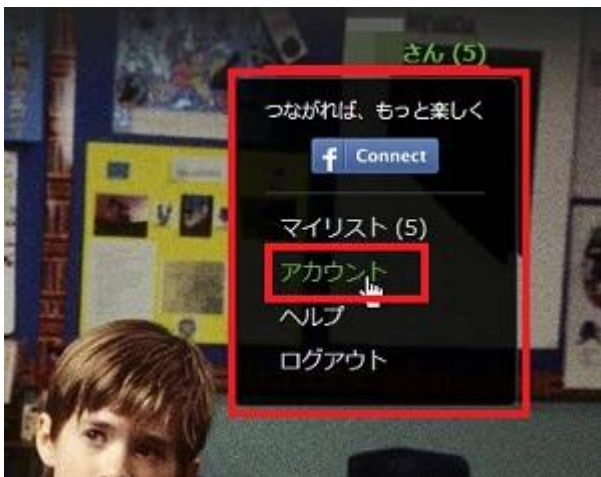 さん (5)
つながれば、もっと楽しく
f Connect
マイリスト (5)
アカウント
ヘルプ
ログアウト